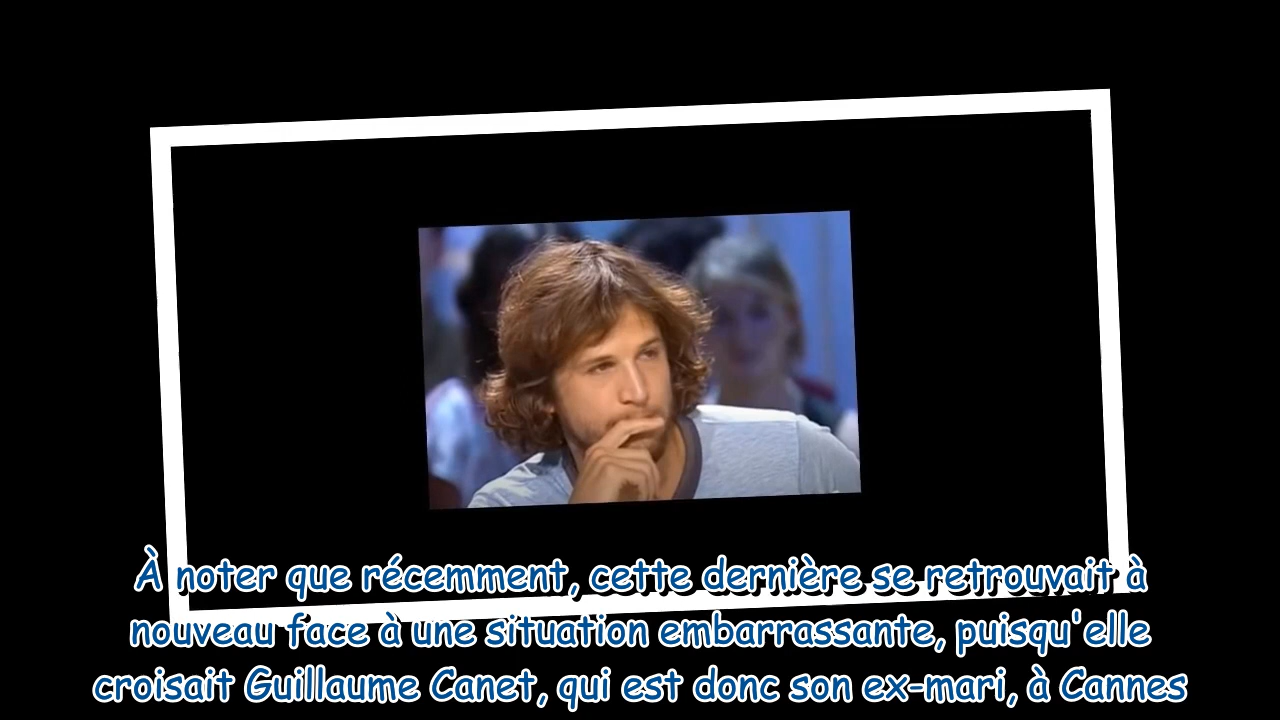 À noter que récemment, cette dernière se retrouvait à
nouveau face à une situation embarrassante, puisqu'elle
croisait Guillaume Canet, qui est donc son ex-mari, à Cannes